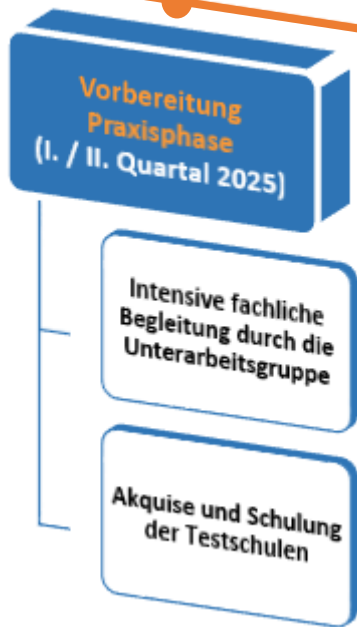 Vorbereitung
Praxisphase
(I. / II. Quartal 2025)
Intensive fachliche
Begleitung durch die
Unterarbeitsgruppe
Akquise und Schulung
der Testschulen